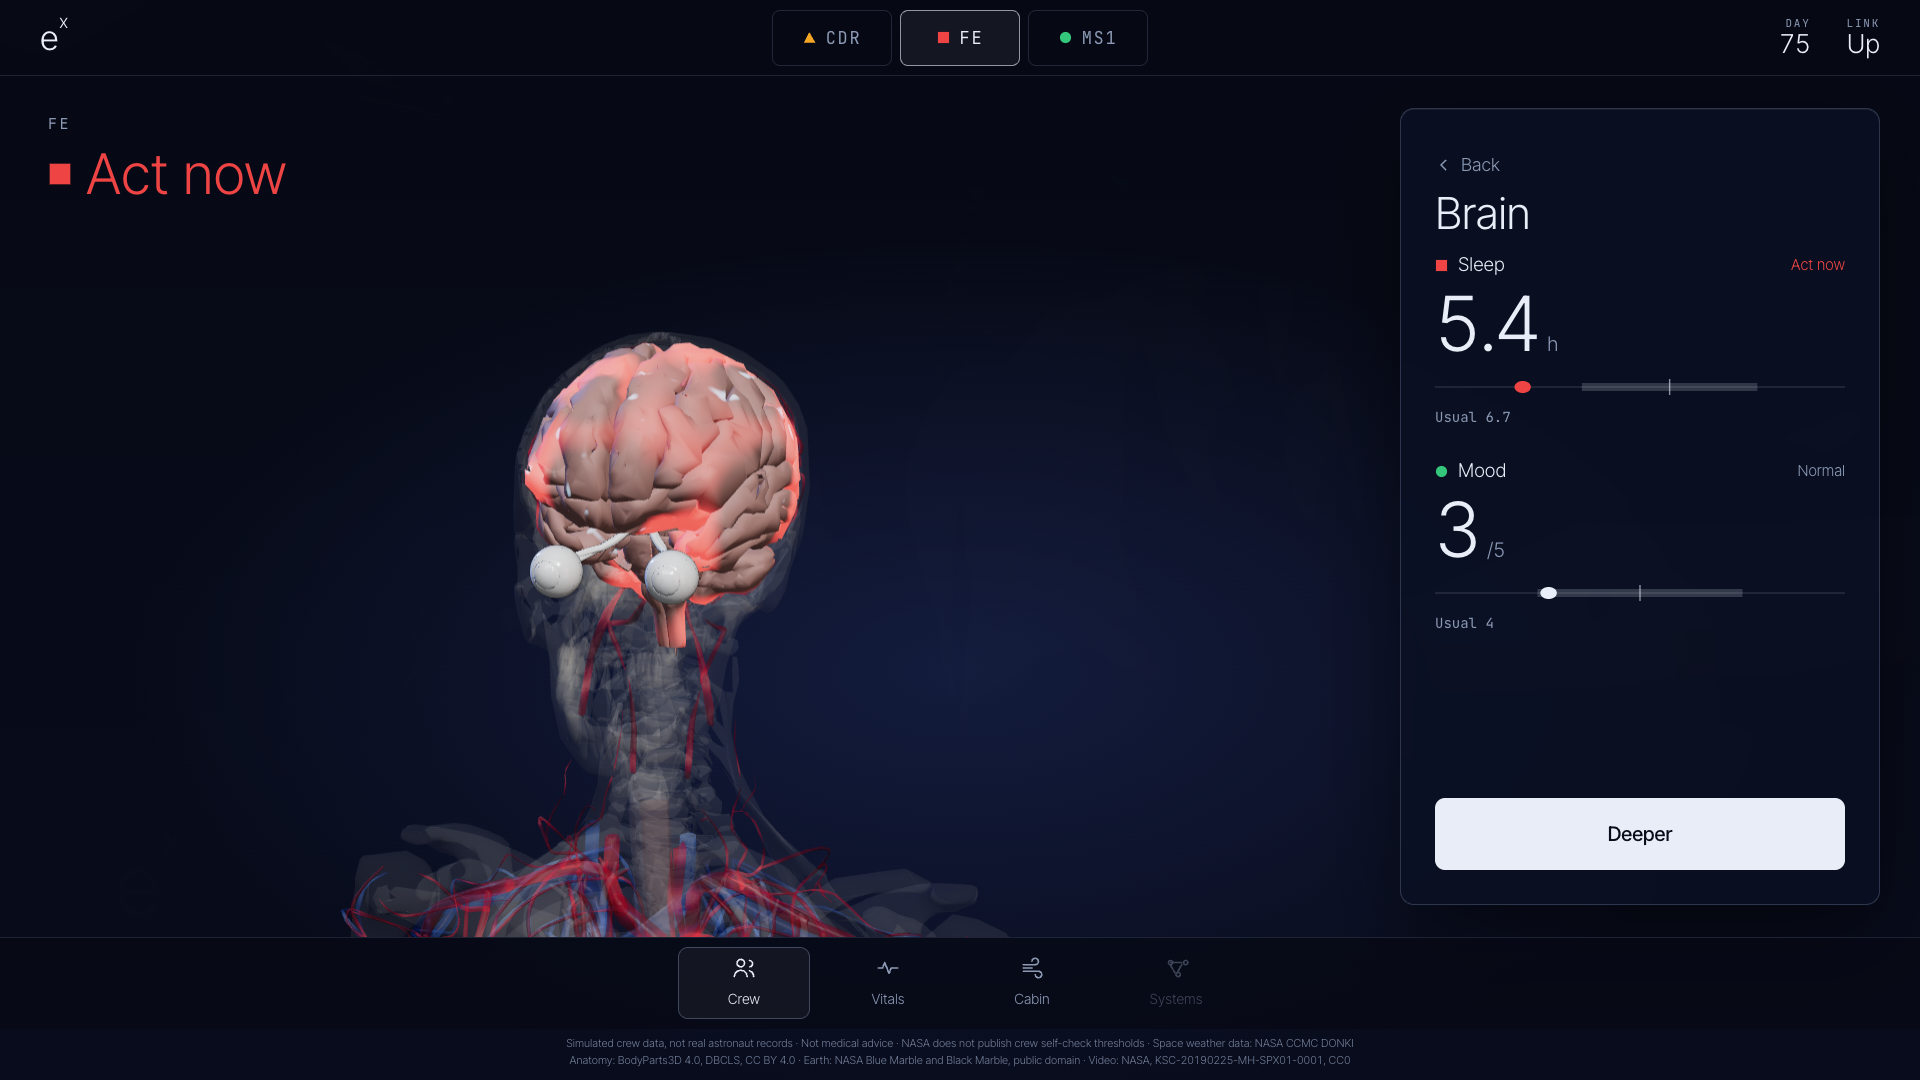 e^x
CDR
FE
MS1
DAY
75
LINK
Up
FE
Act now
Back
Brain
Sleep
Act now
5.4 h
Usual 6.7
Mood
Normal
3 /5
Usual 4
Deeper
Crew
Vitals
Cabin
Systems
Simulated crew data, not real astronaut records · Not medical advice · NASA does not publish crew self-check thresholds · Space weather data: NASA CCMC DONKI
Anatomy: BodyParts3D 4.0, DBCLS, CC BY 4.0 · Earth: NASA Blue Marble and Black Marble, public domain · Video: NASA, KSC-20190225-MH-SPX01-0001, CC0